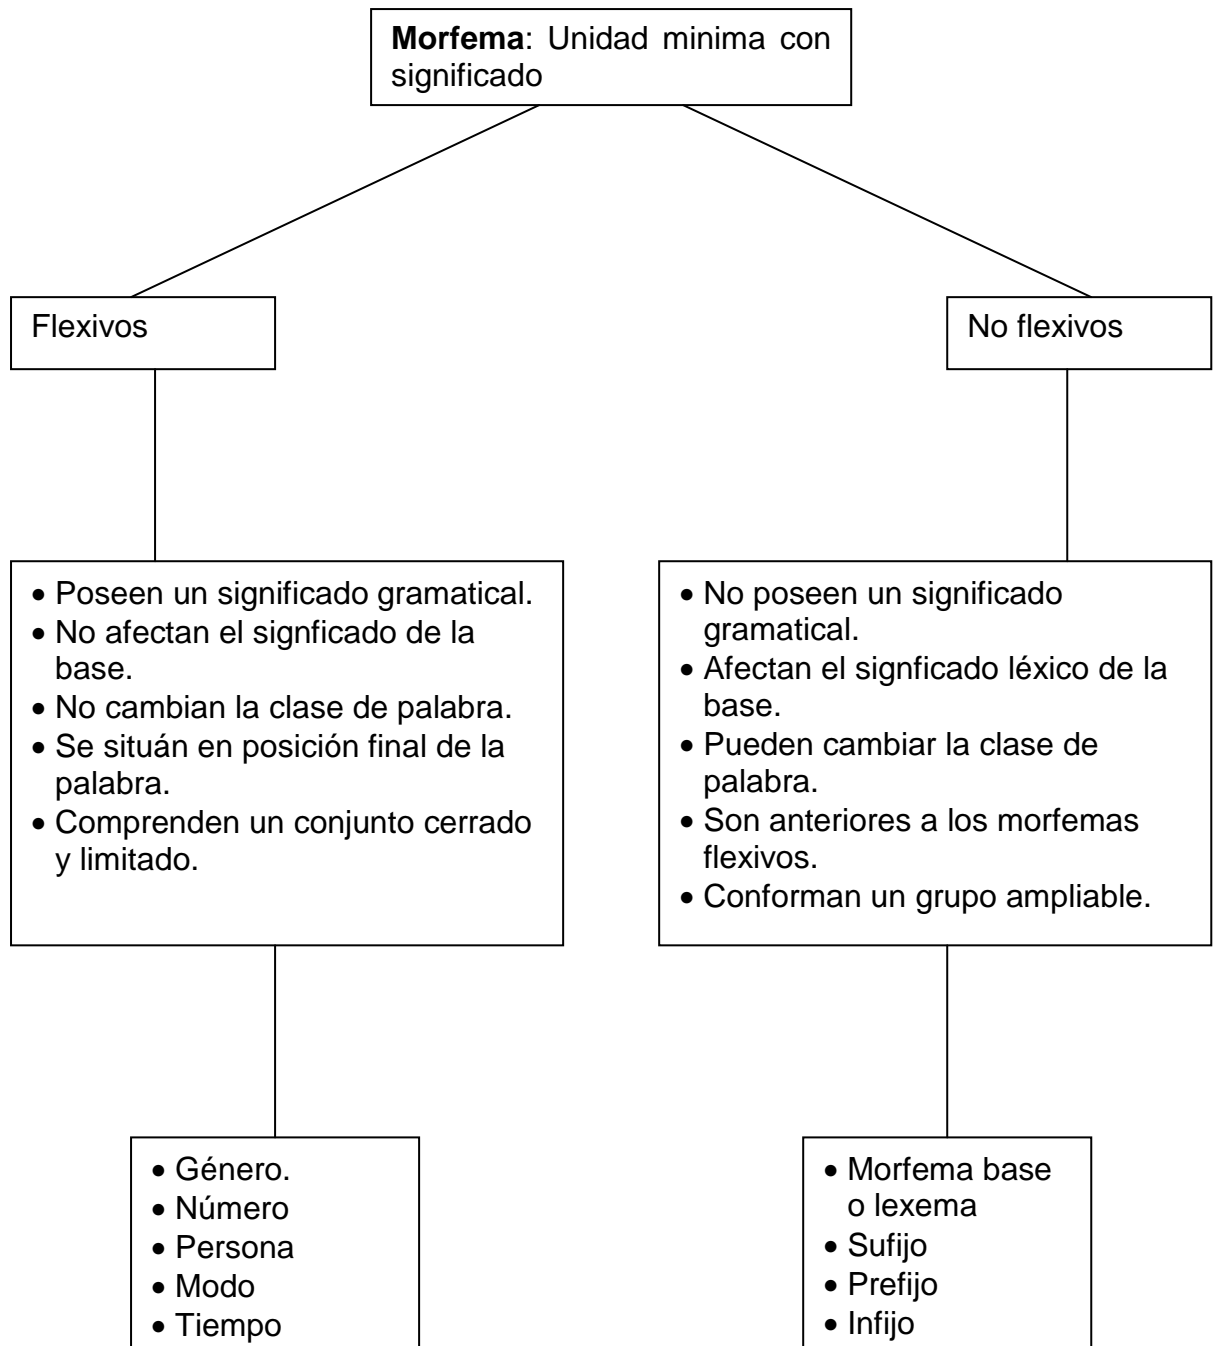 Morfema: Unidad minima con
significado
Flexivos
No flexivos
• Poseen un significado gramatical.
• No afectan el signficado de la
base.
• No cambian la clase de palabra.
• Se situán en posición final de la
palabra.
• Comprenden un conjunto cerrado
y limitado.
• No poseen un significado
gramatical.
• Afectan el signficado léxico de la
base.
• Pueden cambiar la clase de
palabra.
• Son anteriores a los morfemas
flexivos.
• Conforman un grupo ampliable.
• Género.
• Número
• Persona
• Modo
• Tiempo
• Morfema base
o lexema
• Sufijo
• Prefijo
• Infijo